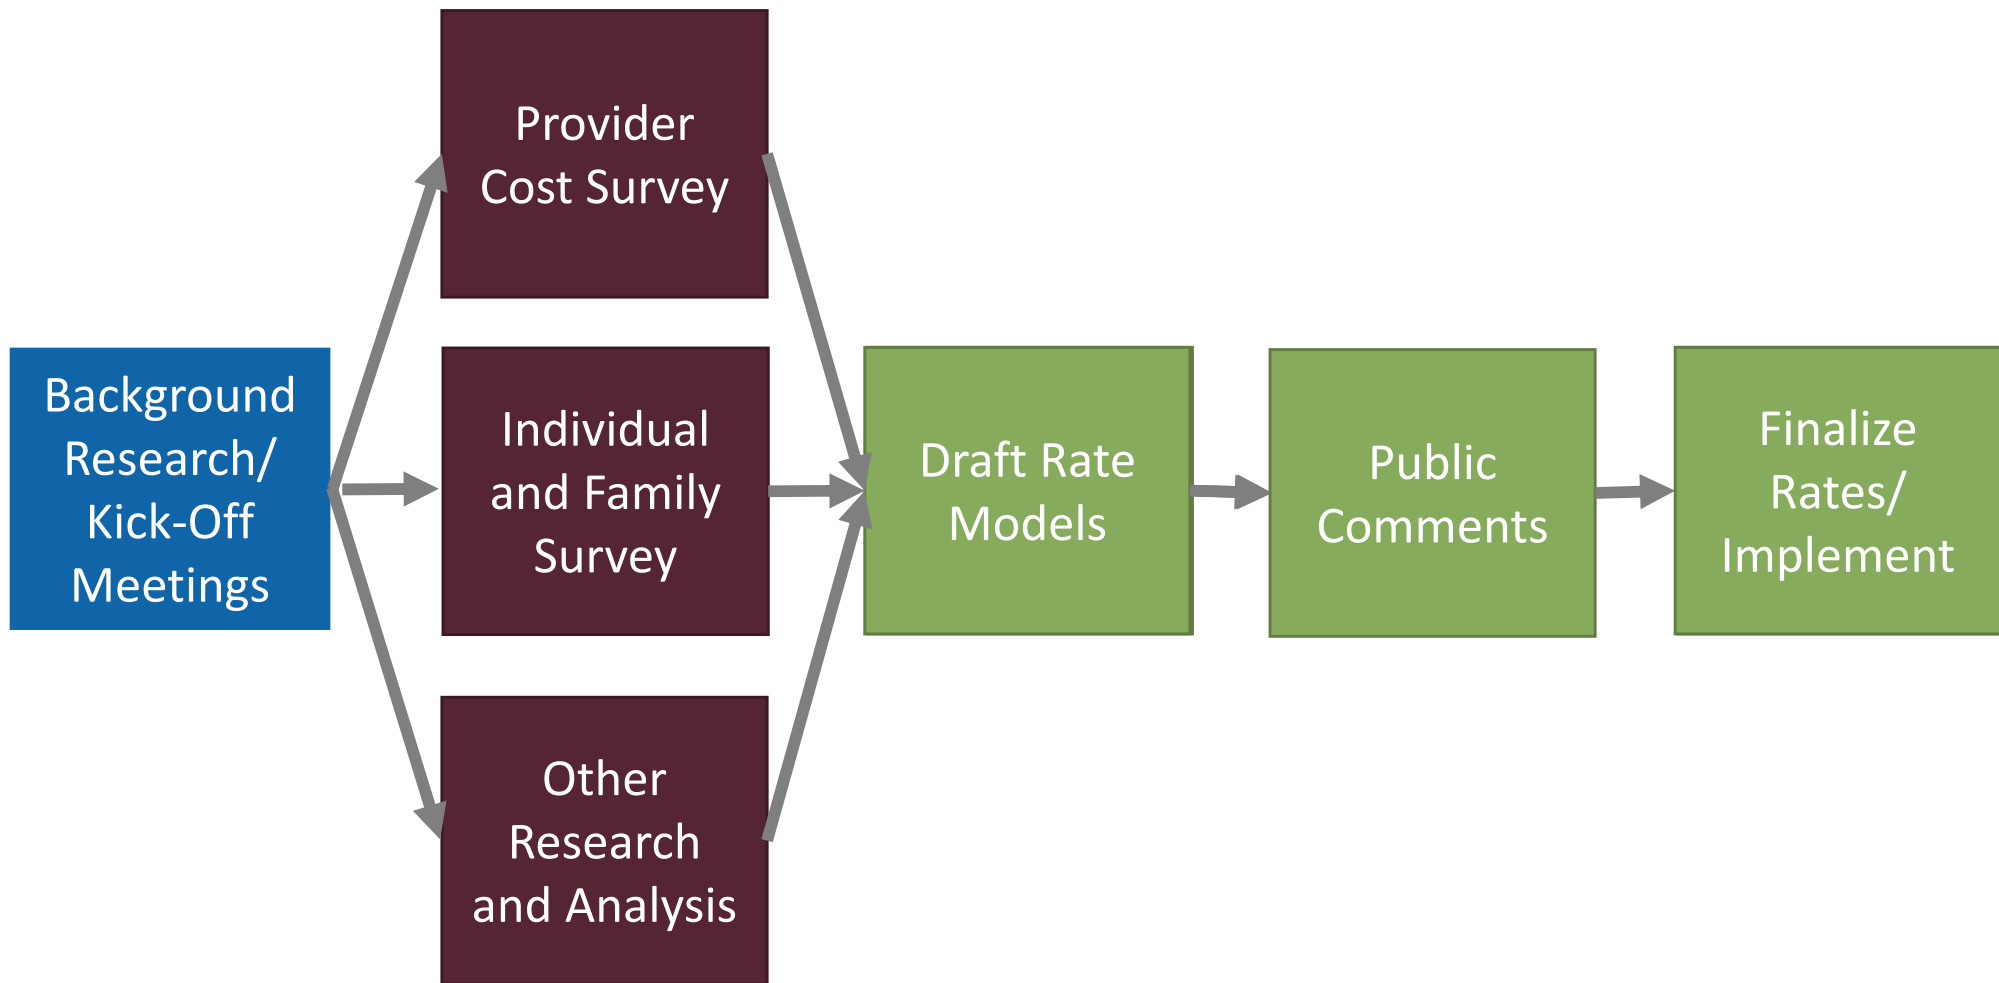 Background
Research/
Kick-Off
Meetings
Provider
Cost Survey
Individual
and Family
Survey
Other
Research
and Analysis
Draft Rate
Models
Public
Comments
Finalize
Rates/
Implement